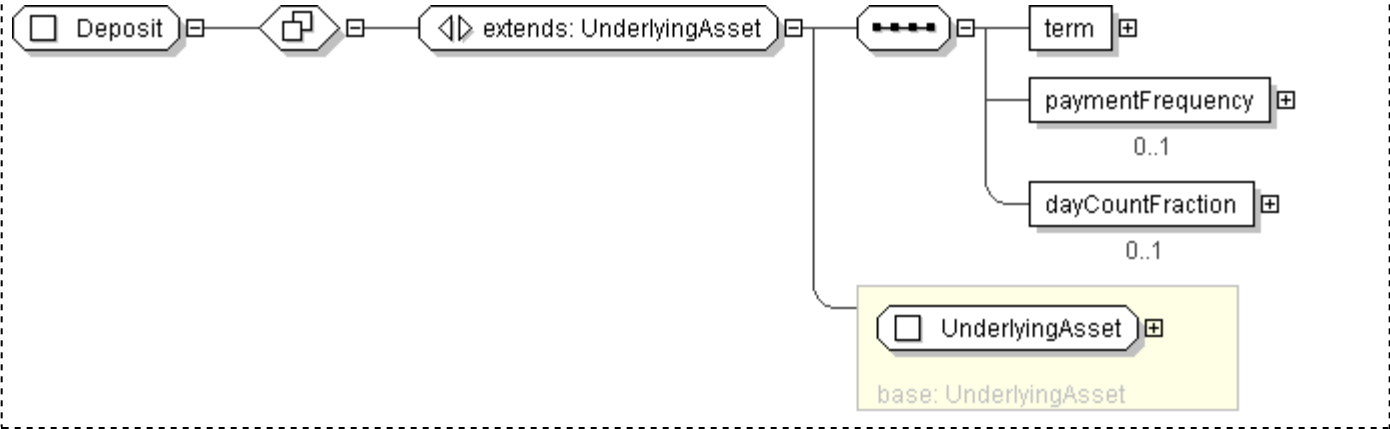 Deposit
extends: UnderlyingAsset
term
paymentFrequency
0..1
dayCountFraction
0..1
UnderlyingAsset
base: UnderlyingAsset